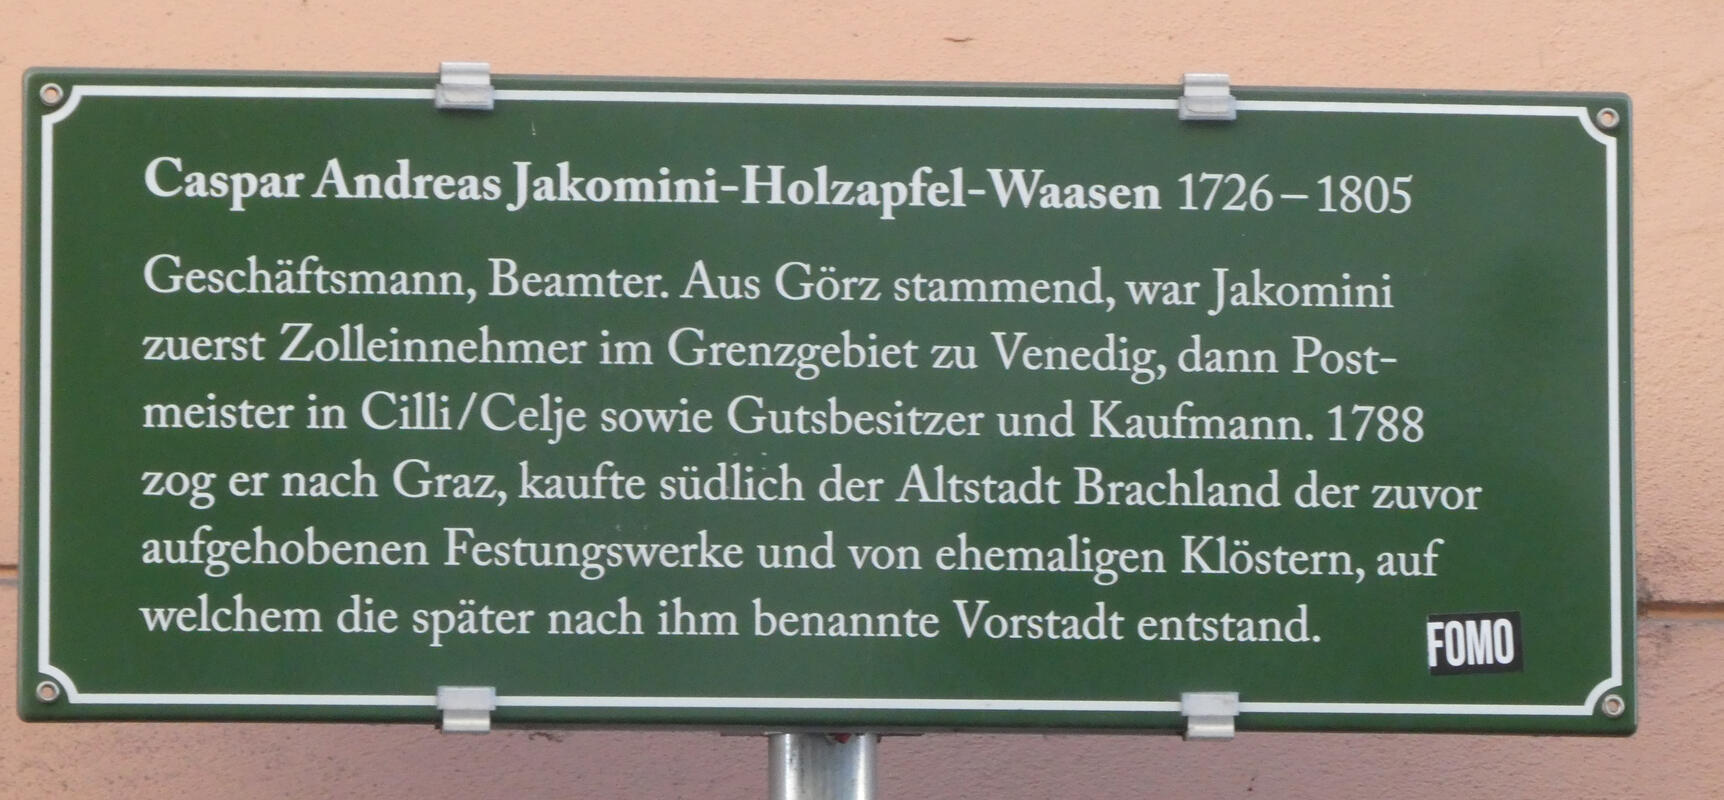 Caspar Andreas Jakomini-Holzapfel-Waasen 1726–1805
Geschäftsmann, Beamter. Aus Görz stammend, war Jakomini
zuerst Zolleinnehmer im Grenzgebiet zu Venedig, dann Post-
meister in Cilli/Celje sowie Gutsbesitzer und Kaufmann. 1788
zog er nach Graz, kaufte südlich der Altstadt Brachland der zuvor
aufgehobenen Festungswerke und von ehemaligen Klöstern, auf
welchem die später nach ihm benannte Vorstadt entstand.
FOMO